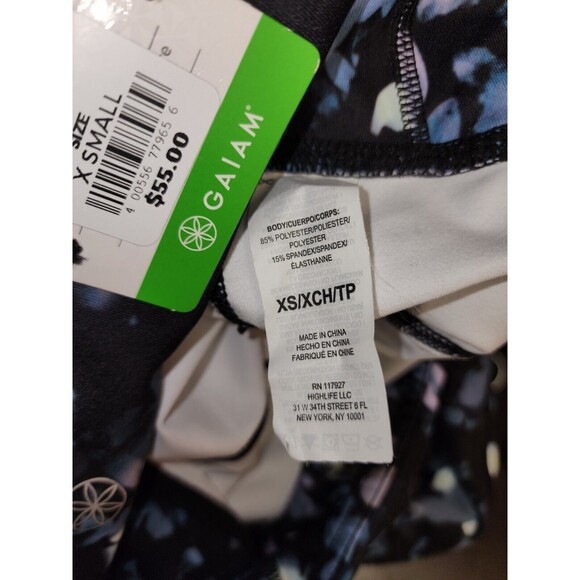 SIZE
X SMALL
4 00556 77965 6
$55.00
GAIAM
BODY/CUERPO/CORPS:
85% POLYESTER/POLIESTER/
POLYESTER
15% SPANDEX/SPANDEX/
ÉLASTHANNE
XS/XCH/TP
MADE IN CHINA
HECHO EN CHINA
FABRIQUÉ EN CHINE
RN 117927
HIGHLIFE LLC
31 W 34TH STREET 6 FL
NEW YORK, NY 10001